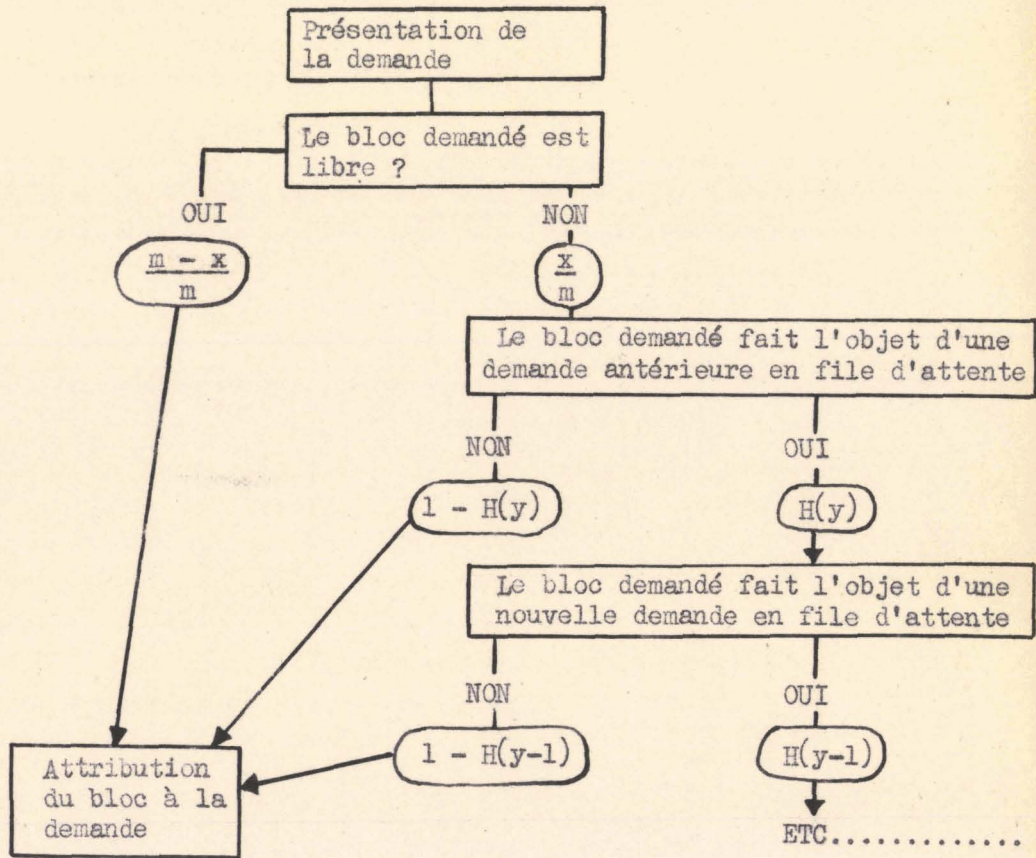 Présentation de
la demande
Le bloc demandé est
libre ?
OUI
NON
m - x
m
x
m
Le bloc demandé fait l'objet d'une
demande antérieure en file d'attente
NON
OUI
1 - H(y)
H(y)
Le bloc demandé fait l'objet d'une
nouvelle demande en file d'attente
NON
OUI
1 - H(y-1)
H(y-1)
Attribution
du bloc à la
demande
ETC.............